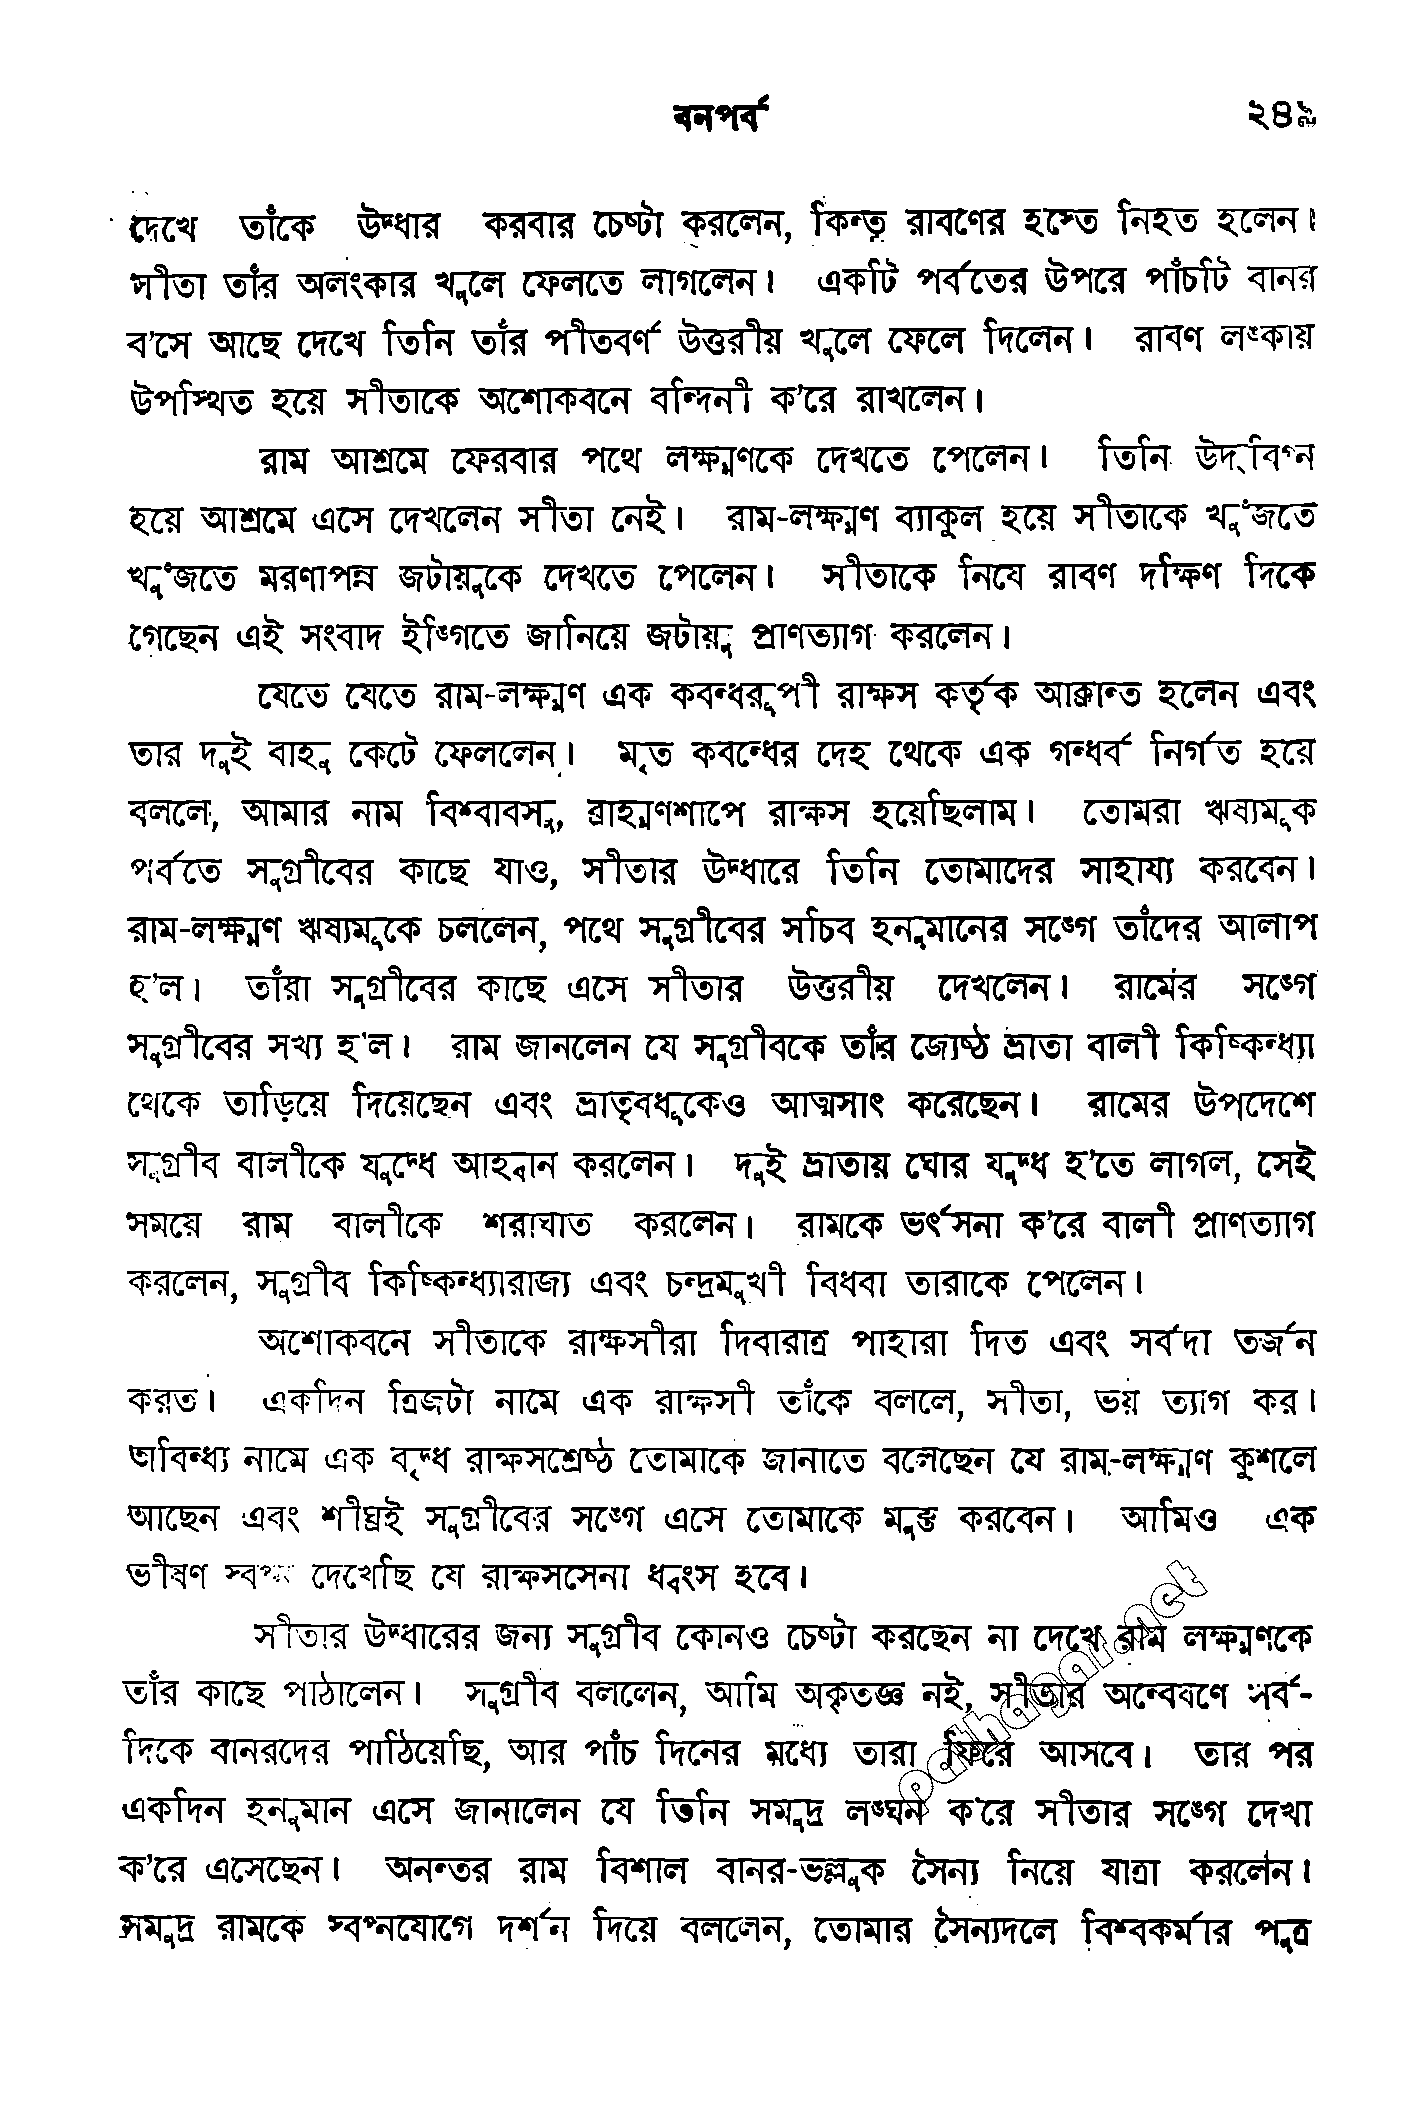 বনপর্ব ২৪৯
দেখে তাঁকে উদ্ধার করবার চেষ্টা করলেন, কিন্তু রাবণের হস্তে নিহত হলেন।
সীতা তাঁর অলংকার খুলে ফেলতে লাগলেন। একটি পর্বতের উপরে পাঁচটি বানর
ব'সে আছে দেখে তিনি তাঁর পীতবর্ণ উত্তরীয় খুলে ফেলে দিলেন। রাবণ লঙ্কায়
উপস্থিত হয়ে সীতাকে অশোকবনে বন্দিনী ক'রে রাখলেন।
রাম আশ্রমে ফেরবার পথে লক্ষ্মণকে দেখতে পেলেন। তিনি উদ্‌বিগ্ন
হয়ে আশ্রমে এসে দেখলেন সীতা নেই। রাম-লক্ষ্মণ ব্যাকুল হয়ে সীতাকে খুঁজতে
খুঁজতে মরণাপন্ন জটায়ুকে দেখতে পেলেন। সীতাকে নিয়ে রাবণ দক্ষিণ দিকে
গেছেন এই সংবাদ ইঙ্গিতে জানিয়ে জটায়ু প্রাণত্যাগ করলেন।
যেতে যেতে রাম-লক্ষ্মণ এক কবন্ধরূপী রাক্ষস কর্তৃক আক্রান্ত হলেন এবং
তার দুই বাহু কেটে ফেললেন। মৃত কবন্ধের দেহ থেকে এক গন্ধর্ব নির্গত হয়ে
বললে, আমার নাম বিশ্বাবসু, ব্রাহ্মণশাপে রাক্ষস হয়েছিলাম। তোমরা ঋষ্যমূক
পর্বতে সুগ্রীবের কাছে যাও, সীতার উদ্ধারে তিনি তোমাদের সাহায্য করবেন।
রাম-লক্ষ্মণ ঋষ্যমূকে চললেন, পথে সুগ্রীবের সচিব হনুমানের সঙ্গে তাঁদের আলাপ
হ'ল। তাঁরা সুগ্রীবের কাছে এসে সীতার উত্তরীয় দেখলেন। রামের সঙ্গে
সুগ্রীবের সখ্য হ'ল। রাম জানলেন যে সুগ্রীবকে তাঁর জ্যেষ্ঠ ভ্রাতা বালী কিষ্কিন্ধ্যা
থেকে তাড়িয়ে দিয়েছেন এবং ভ্রাতৃবধূকেও আত্মসাৎ করেছেন। রামের উপদেশে
সুগ্রীব বালীকে যুদ্ধে আহ্বান করলেন। দুই ভ্রাতায় ঘোর যুদ্ধ হ'তে লাগল, সেই
সময়ে রাম বালীকে শরাঘাত করলেন। রামকে ভর্ৎসনা ক'রে বালী প্রাণত্যাগ
করলেন, সুগ্রীব কিষ্কিন্ধ্যারাজ্য এবং চন্দ্রমুখী বিধবা তারাকে পেলেন।
অশোকবনে সীতাকে রাক্ষসীরা দিবারাত্র পাহারা দিত এবং সর্বদা তর্জন
করত। একদিন ত্রিজটা নামে এক রাক্ষসী তাঁকে বললে, সীতা, ভয় ত্যাগ কর।
অবিন্ধ্য নামে এক বৃদ্ধ রাক্ষসশ্রেষ্ঠ তোমাকে জানাতে বলেছেন যে রাম-লক্ষ্মণ কুশলে
আছেন এবং শীঘ্রই সুগ্রীবের সঙ্গে এসে তোমাকে মুক্ত করবেন। আমিও এক
ভীষণ স্বপ্ন দেখেছি যে রাক্ষসসেনা ধ্বংস হবে।
সীতার উদ্ধারের জন্য সুগ্রীব কোনও চেষ্টা করছেন না দেখে রাম লক্ষ্মণকে
তাঁর কাছে পাঠালেন। সুগ্রীব বললেন, আমি অকৃতজ্ঞ নই, সীতার অন্বেষণে সর্ব-
দিকে বানরদের পাঠিয়েছি, আর পাঁচ দিনের মধ্যে তারা ফিরে আসবে। তার পর
একদিন হনুমান এসে জানালেন যে তিনি সমুদ্র লঙ্ঘন ক'রে সীতার সঙ্গে দেখা
ক'রে এসেছেন। অনন্তর রাম বিশাল বানর-ভল্লুক সৈন্য নিয়ে যাত্রা করলেন।
সমুদ্র রামকে স্বপ্নযোগে দর্শন দিয়ে বললেন, তোমার সৈন্যদলে বিশ্বকর্মার পুত্র
pathagar.net